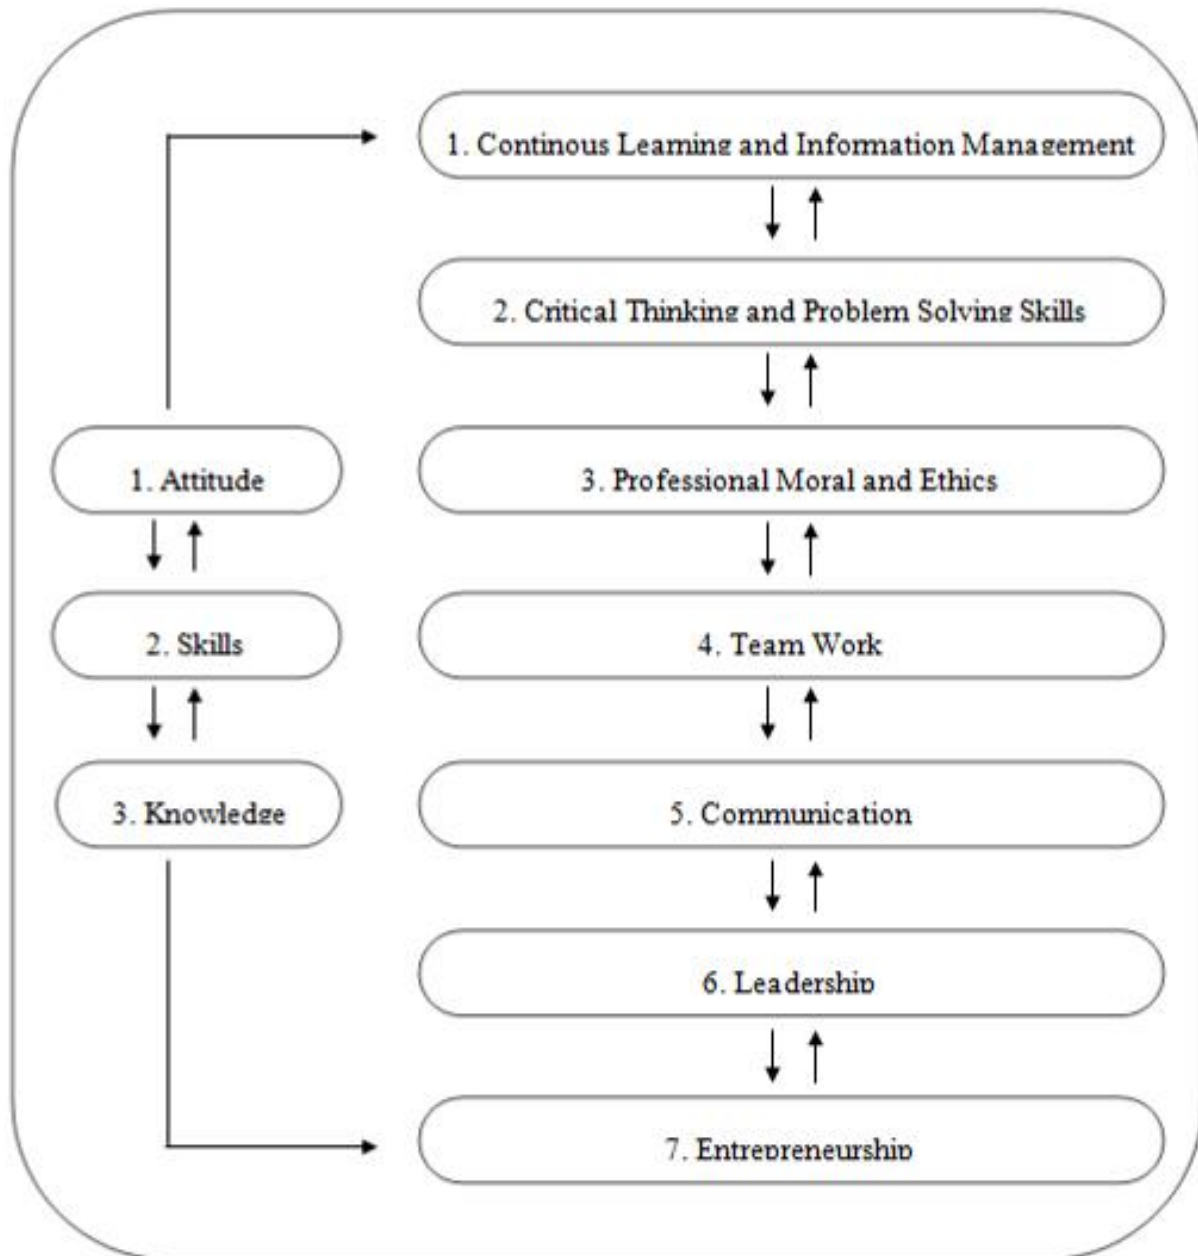 1. Continous Learning and Information Management
2. Critical Thinking and Problem Solving Skills
1. Attitude
3. Professional Moral and Ethics
2. Skills
4. Team Work
3. Knowledge
5. Communication
6. Leadership
7. Entrepreneurship